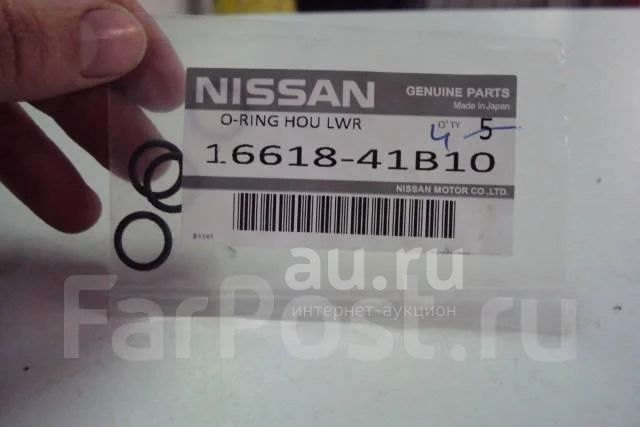 NISSAN
GENUINE PARTS
Made in Japan
O-RING HOU LWR
Q'TY
4 5
16618-41B10
NISSAN MOTOR CO.,LTD.
au.ru
интернет-аукцион
FarPost.ru